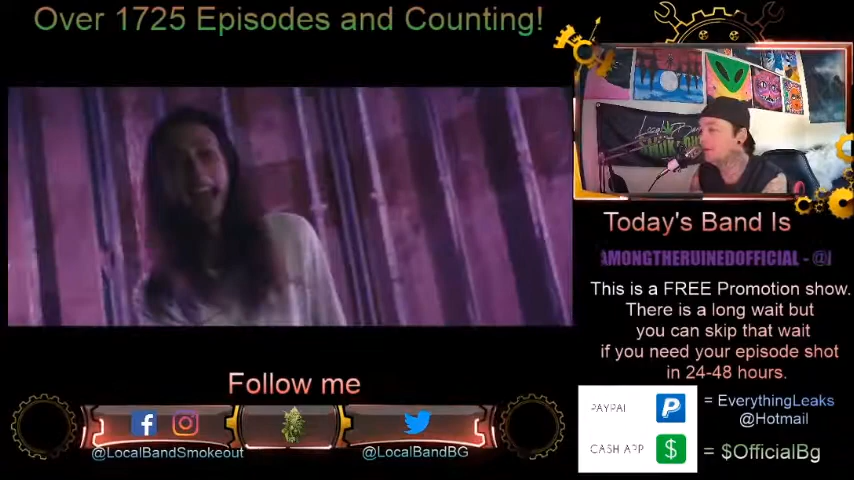 Over 1725 Episodes and Counting!
Today's Band Is
AMONGTHERUINEDOFFICIAL - @
This is a FREE Promotion show.
There is a long wait but
you can skip that wait
if you need your episode shot
in 24-48 hours.
Follow me
@LocalBandSmokeout
@LocalBandBG
PAYPAL
= EverythingLeaks
@Hotmail
CASH APP
= $OfficialBg